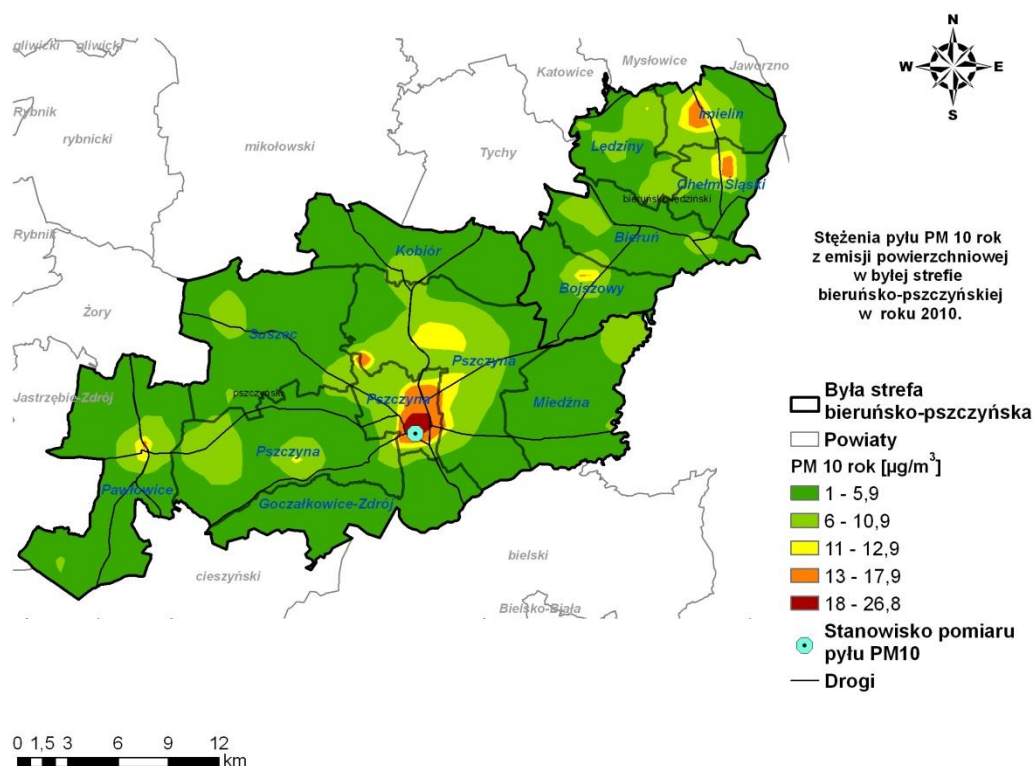 N
W E
S
gliwicki gliwicki
Mysłowice
Jaworzno
Katowice
Rybnik
rybnicki
mikołowski
Tychy
Imielin
Lędziny
Chełm Śląski
bieruńsko-lędziński
Rybnik
Bieruń
Kobiór
Bojszowy
Żory
Suszec
Pszczyna
Jastrzębie-Zdrój
pszczyński
Pszczyna
Miedźna
Pszczyna
Pawłowice
Goczałkowice-Zdrój
cieszyński
bielski
Bielsko-Biała
Stężenia pyłu PM 10 rok
z emisji powierzchniowej
w byłej strefie
bieruńsko-pszczyńskiej
w roku 2010.
Była strefa
bieruńsko-pszczyńska
Powiaty
PM 10 rok [µg/m³]
1 - 5,9
6 - 10,9
11 - 12,9
13 - 17,9
18 - 26,8
Stanowisko pomiaru
pyłu PM10
Drogi
0 1,5 3 6 9 12
km